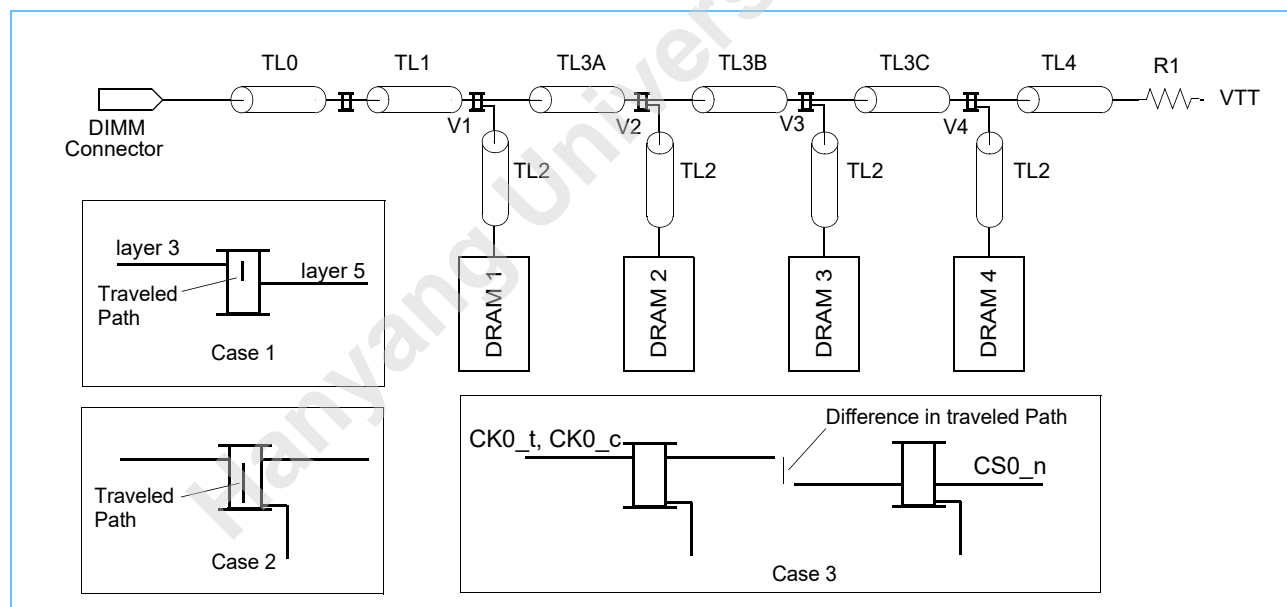 TL0 TL1 TL3A TL3B TL3C TL4 R1
VTT
DIMM
Connector
V1 V2 V3 V4
TL2 TL2 TL2 TL2
DRAM 1
DRAM 2
DRAM 3
DRAM 4
layer 3
layer 5
Traveled
Path
Case 1
Traveled
Path
Case 2
Difference in traveled Path
CK0_t, CK0_c
CS0_n
Case 3
Hanyang Univers